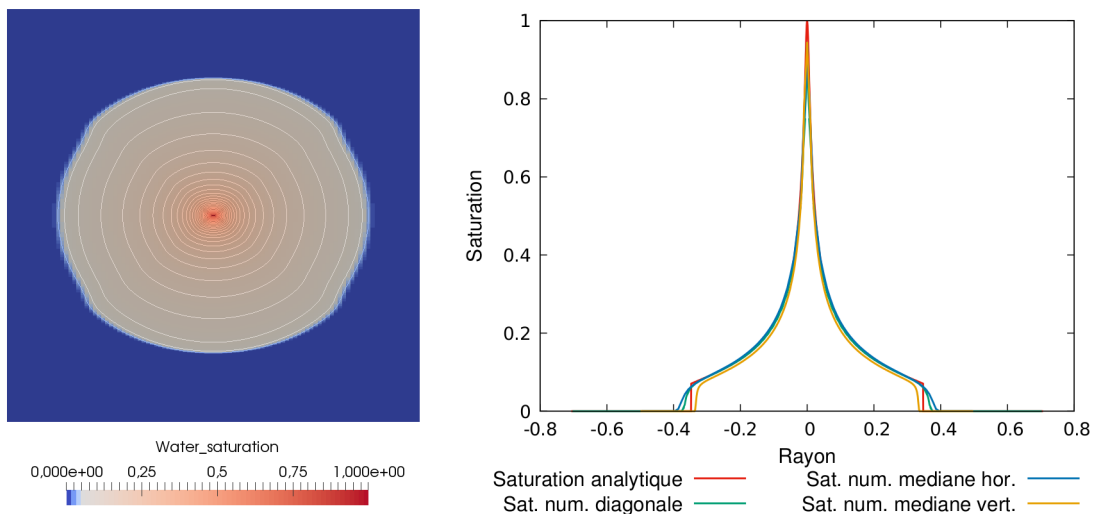 Water_saturation
0,000e+00 0,25 0,5 0,75 1,000e+00
Saturation
1
0.8
0.6
0.4
0.2
0
-0.8 -0.6 -0.4 -0.2 0 0.2 0.4 0.6 0.8
Rayon
Saturation analytique
Sat. num. diagonale
Sat. num. mediane hor.
Sat. num. mediane vert.